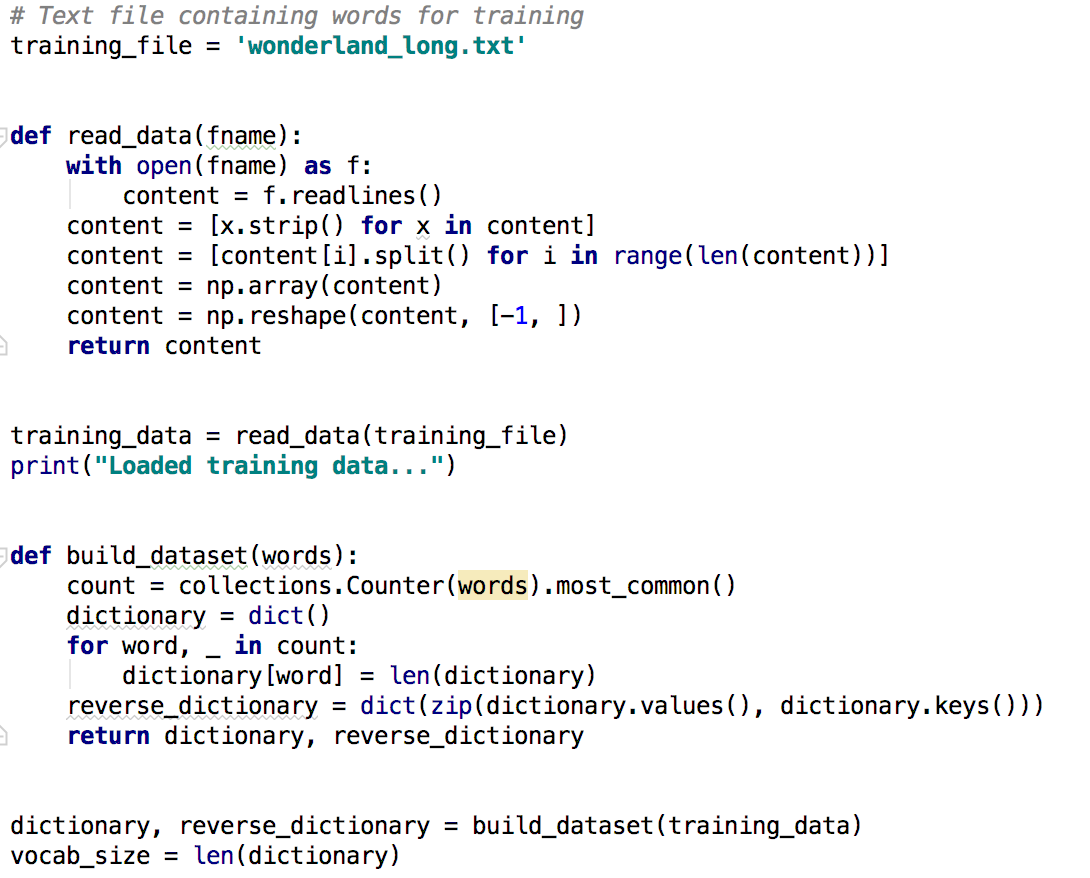 # Text file containing words for training
training_file = 'wonderland_long.txt'
def read_data(fname):
    with open(fname) as f:
        content = f.readlines()
    content = [x.strip() for x in content]
    content = [content[i].split() for i in range(len(content))]
    content = np.array(content)
    content = np.reshape(content, [-1, ])
    return content
training_data = read_data(training_file)
print("Loaded training data...")
def build_dataset(words):
    count = collections.Counter(words).most_common()
    dictionary = dict()
    for word, _ in count:
        dictionary[word] = len(dictionary)
    reverse_dictionary = dict(zip(dictionary.values(), dictionary.keys()))
    return dictionary, reverse_dictionary
dictionary, reverse_dictionary = build_dataset(training_data)
vocab_size = len(dictionary)